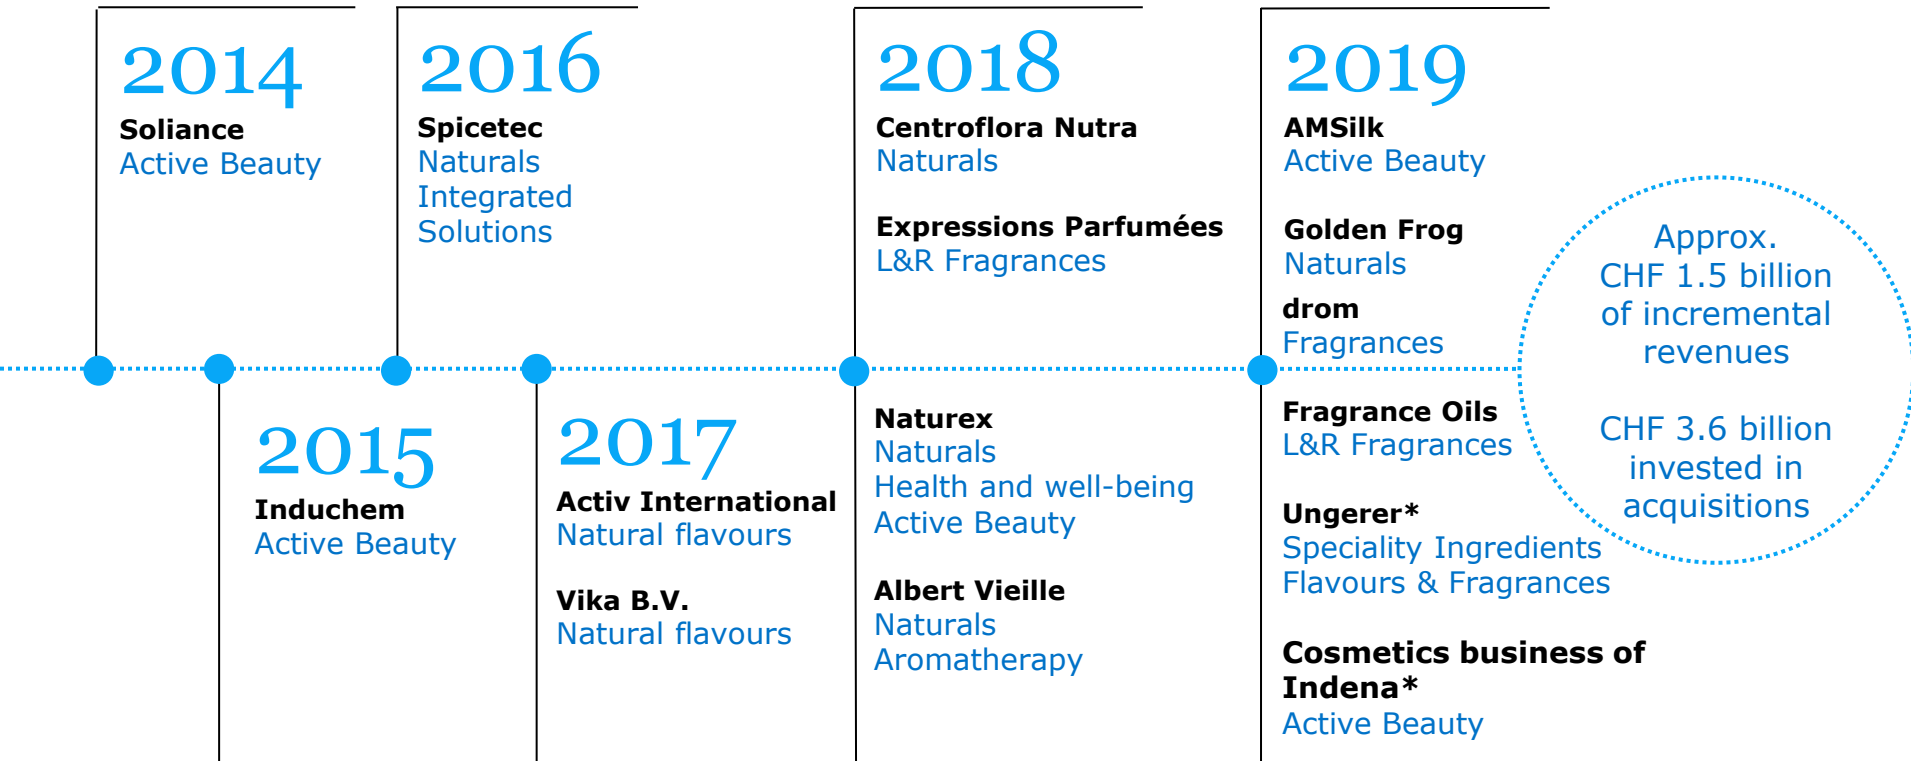 2014
Soliance
Active Beauty
2015
Induchem
Active Beauty
2016
Spicetec
Naturals
Integrated
Solutions
2017
Activ International
Natural flavours
Vika B.V.
Natural flavours
2018
Centroflora Nutra
Naturals
Expressions Parfumées
L&R Fragrances
Naturex
Naturals
Health and well-being
Active Beauty
Albert Vieille
Naturals
Aromatherapy
2019
AMSilk
Active Beauty
Golden Frog
Naturals
drom
Fragrances
Fragrance Oils
L&R Fragrances
Ungerer*
Speciality Ingredients
Flavours & Fragrances
Cosmetics business of
Indena*
Active Beauty
Approx.
CHF 1.5 billion
of incremental
revenues
CHF 3.6 billion
invested in
acquisitions